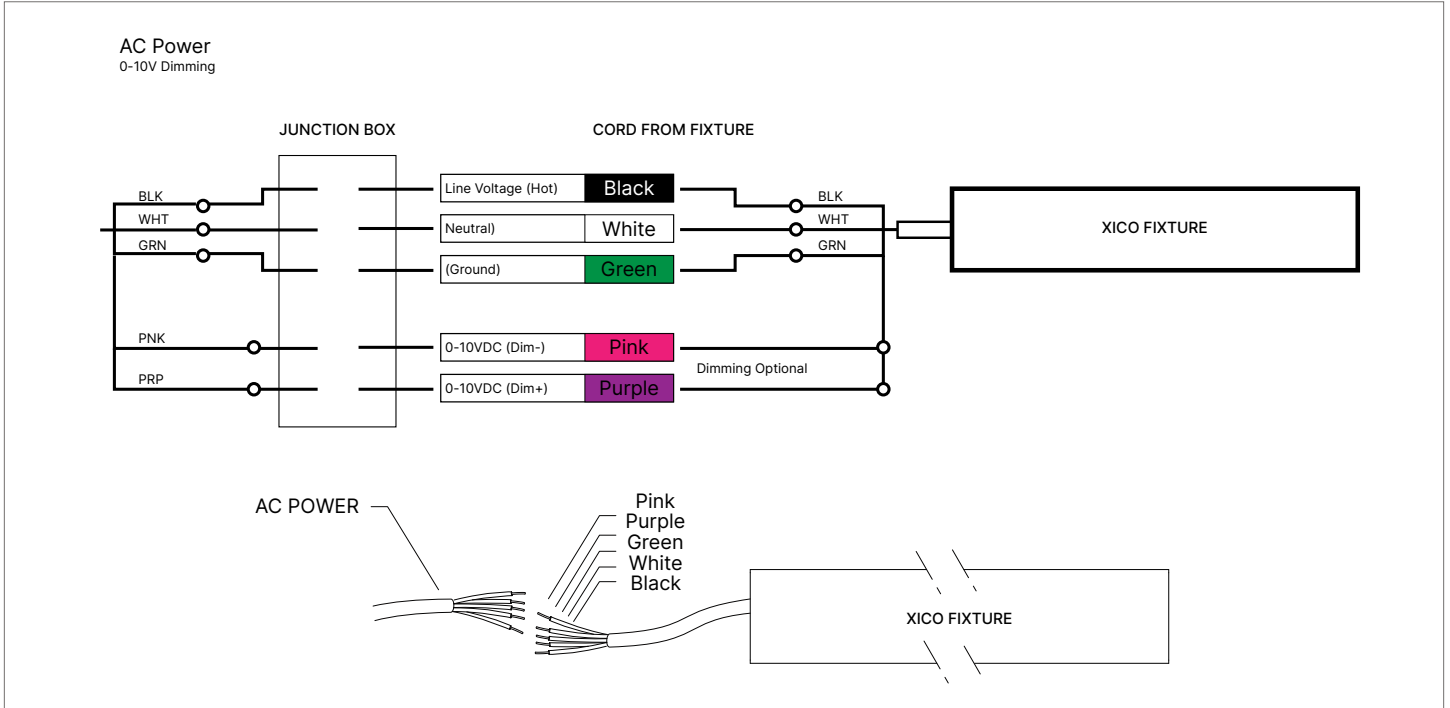 AC Power
0-10V Dimming
JUNCTION BOX
CORD FROM FIXTURE
BLK
WHT
GRN
PNK
PRP
Line Voltage (Hot) Black
Neutral) White
(Ground) Green
0-10VDC (Dim-) Pink
0-10VDC (Dim+) Purple
Dimming Optional
BLK
WHT
GRN
XICO FIXTURE
AC POWER
Pink
Purple
Green
White
Black
XICO FIXTURE